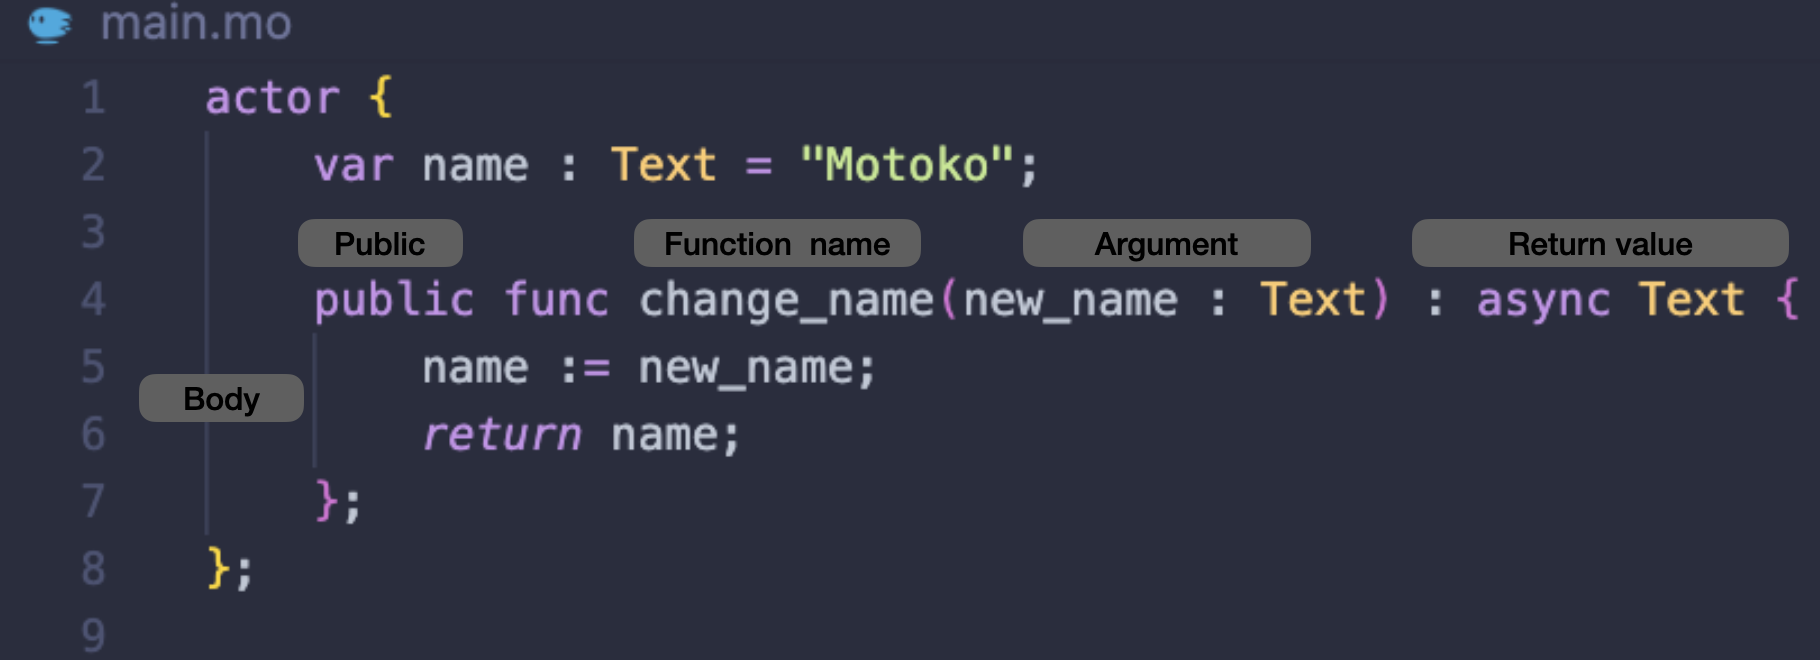 main.mo
1 actor {
2 var name : Text = "Motoko";
3
Public Function name Argument Return value
4 public func change_name(new_name : Text) : async Text {
5 name := new_name;
Body
6 return name;
7 };
8 };
9